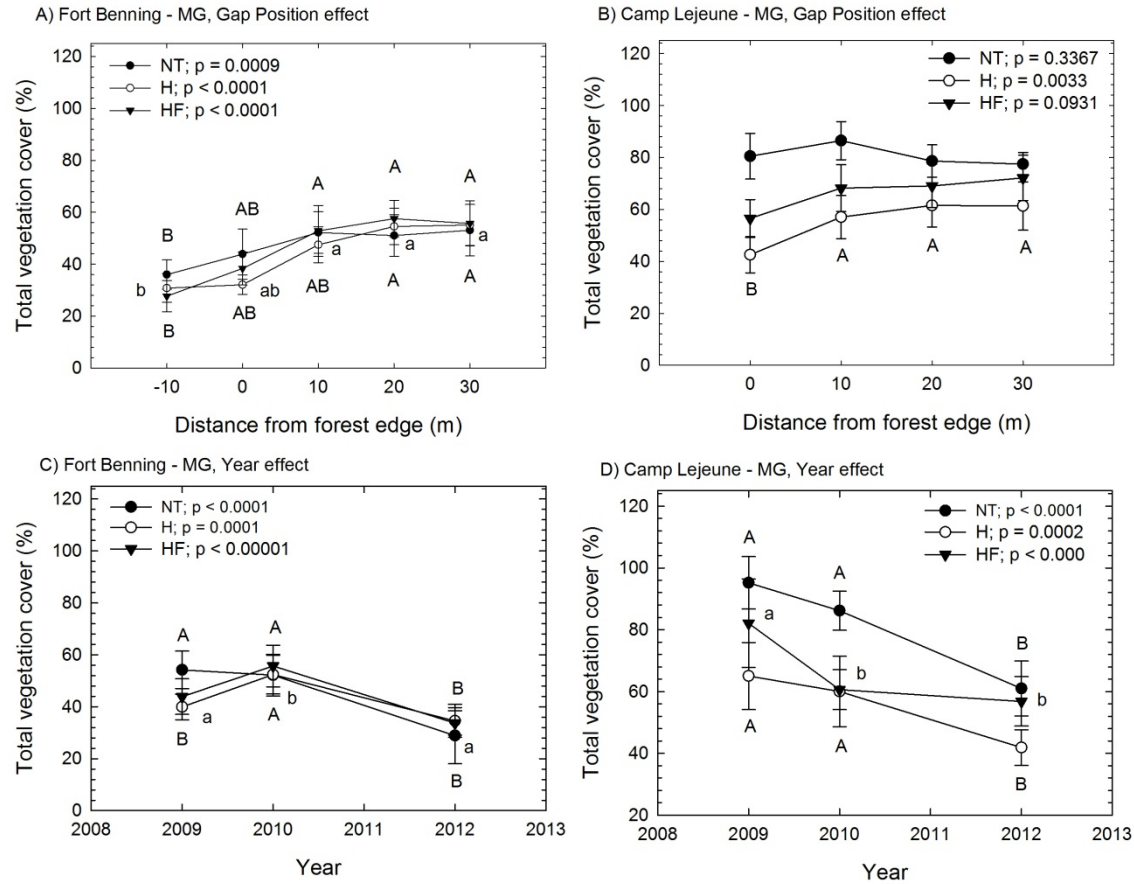 A) Fort Benning - MG, Gap Position effect
Total vegetation cover (%)
120
100
80
60
40
20
0
NT; p = 0.0009
H; p < 0.0001
HF; p < 0.0001
A
A
A
AB
B
b
a
a
a
ab
B
AB
AB
A
A
-10 0 10 20 30
Distance from forest edge (m)
B) Camp Lejeune - MG, Gap Position effect
Total vegetation cover (%)
120
100
80
60
40
20
0
NT; p = 0.3367
H; p = 0.0033
HF; p = 0.0931
B
A
A
A
0 10 20 30
Distance from forest edge (m)
C) Fort Benning - MG, Year effect
Total vegetation cover (%)
120
100
80
60
40
20
0
NT; p < 0.0001
H; p = 0.0001
HF; p < 0.00001
A
A
B
a
b
a
B
A
B
2008 2009 2010 2011 2012 2013
Year
D) Camp Lejeune - MG, Year effect
Total vegetation cover (%)
120
100
80
60
40
20
NT; p < 0.0001
H; p = 0.0002
HF; p < 0.000
A
A
B
a
b
b
A
A
B
2008 2009 2010 2011 2012 2013
Year